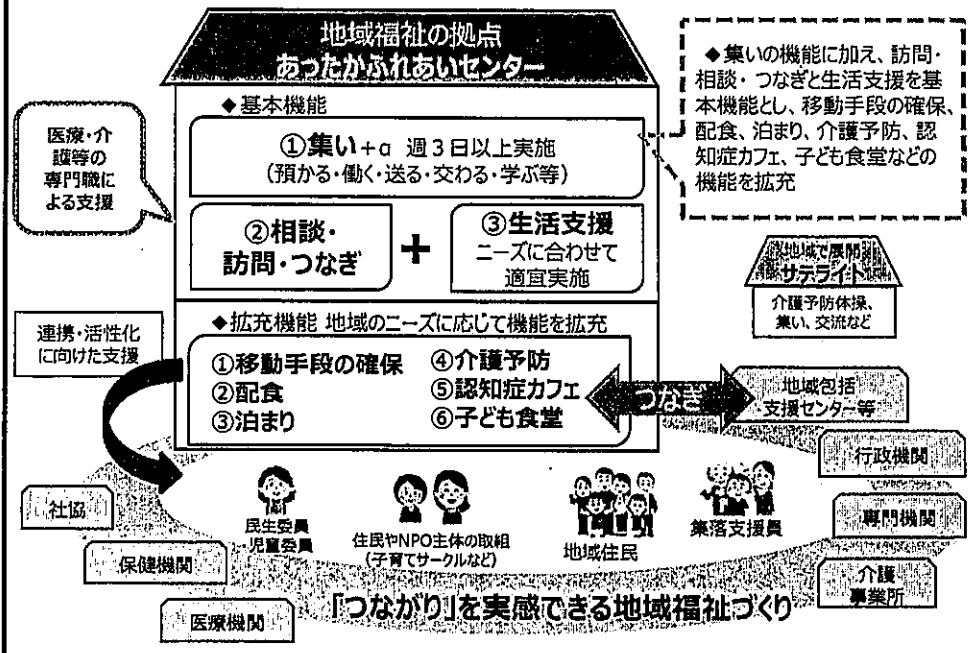 地域福祉の拠点
あったかふれあいセンター
◆基本機能
①集い+α 週3日以上実施
(預かる・働く・送る・交わる・学ぶ等)
②相談・
訪問・つなぎ
+
③生活支援
ニーズに合わせて
適宜実施
◆拡充機能 地域のニーズに応じて機能を拡充
①移動手段の確保
②配食
③泊まり
④介護予防
⑤認知症カフェ
⑥子ども食堂
医療・介
護等の
専門職に
よる支援
◆集いの機能に加え、訪問・
相談・つなぎと生活支援を基
本機能とし、移動手段の確保、
配食、泊まり、介護予防、認
知症カフェ、子ども食堂などの
機能を拡充
地域で展開
サテライト
介護予防体操、
集い、交流など
連携・活性化
に向けた支援
つなぎ
地域包括
支援センター等
行政機関
専門機関
介護
事業所
社協
保健機関
医療機関
民生委員
児童委員
住民やNPO主体の取組
(子育てサークルなど)
地域住民
集落支援員
「つながり」を実感できる地域福祉づくり